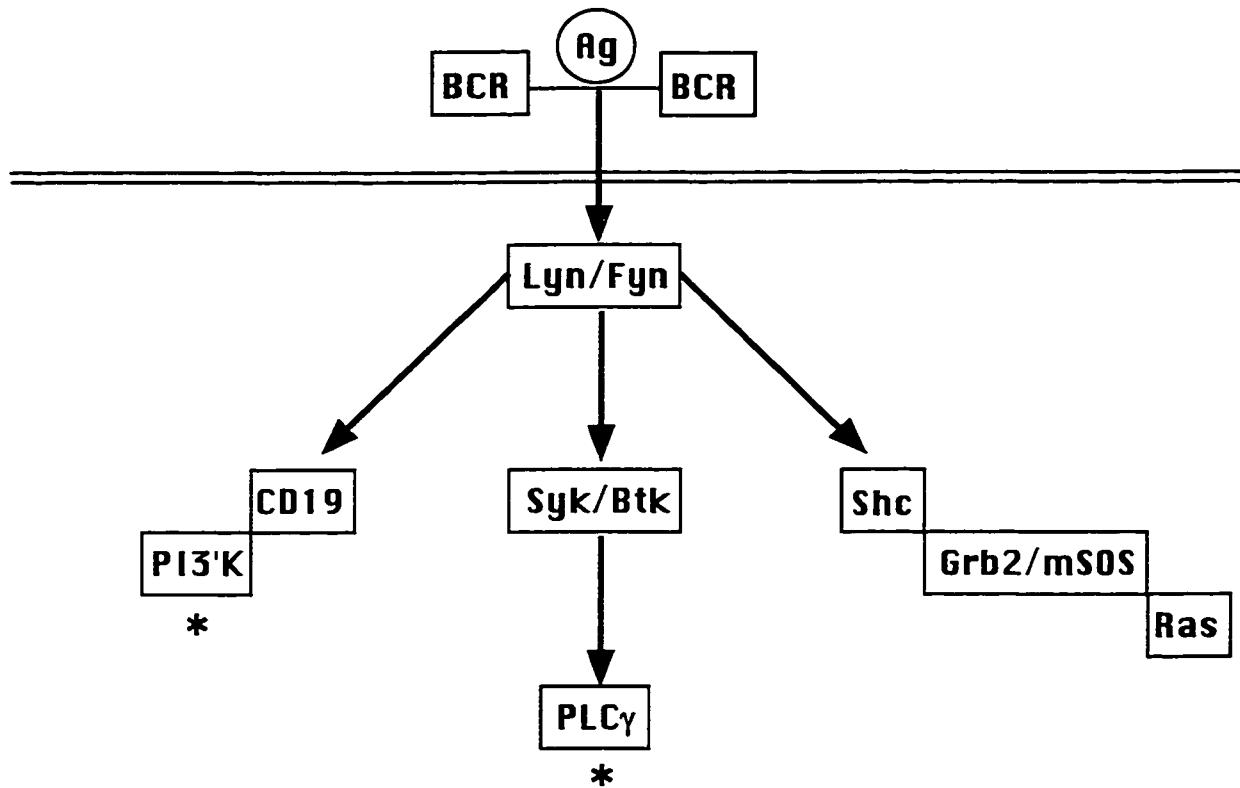 Ag
BCR
BCR
Lyn/Fyn
CD19
Syk/Btk
Shc
PI3'K
Grb2/mSOS
*
Ras
PLCγ
*